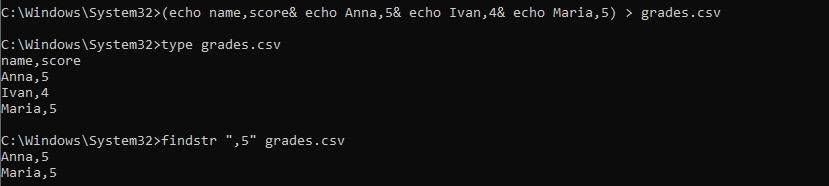 C:\Windows\System32>(echo name,score& echo Anna,5& echo Ivan,4& echo Maria,5) > grades.csv
C:\Windows\System32>type grades.csv
name,score
Anna,5
Ivan,4
Maria,5
C:\Windows\System32>findstr ",5" grades.csv
Anna,5
Maria,5